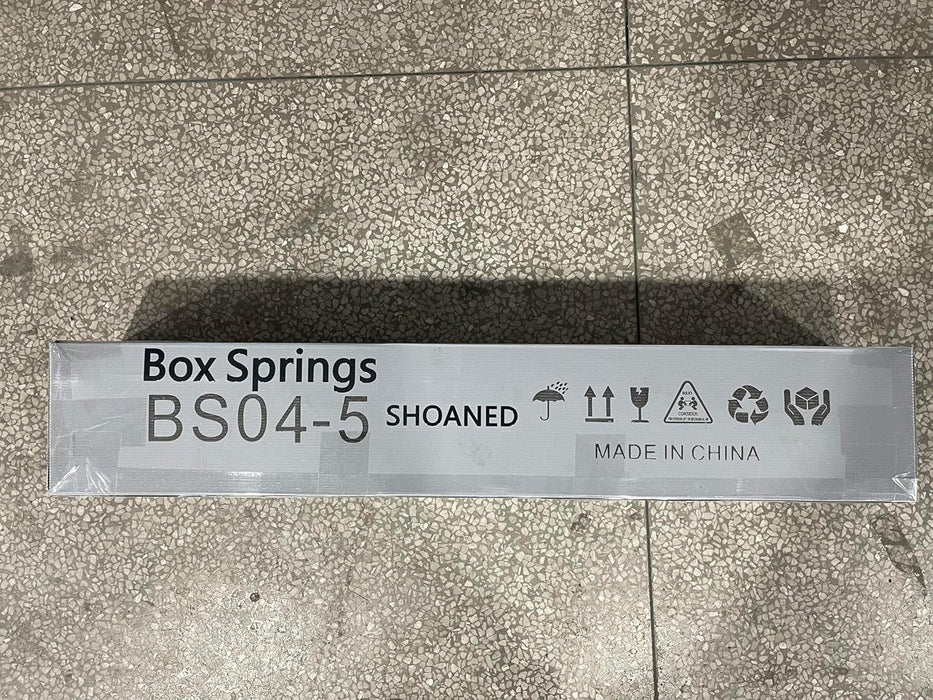 Box Springs
BS04-5 SHOANED
MADE IN CHINA